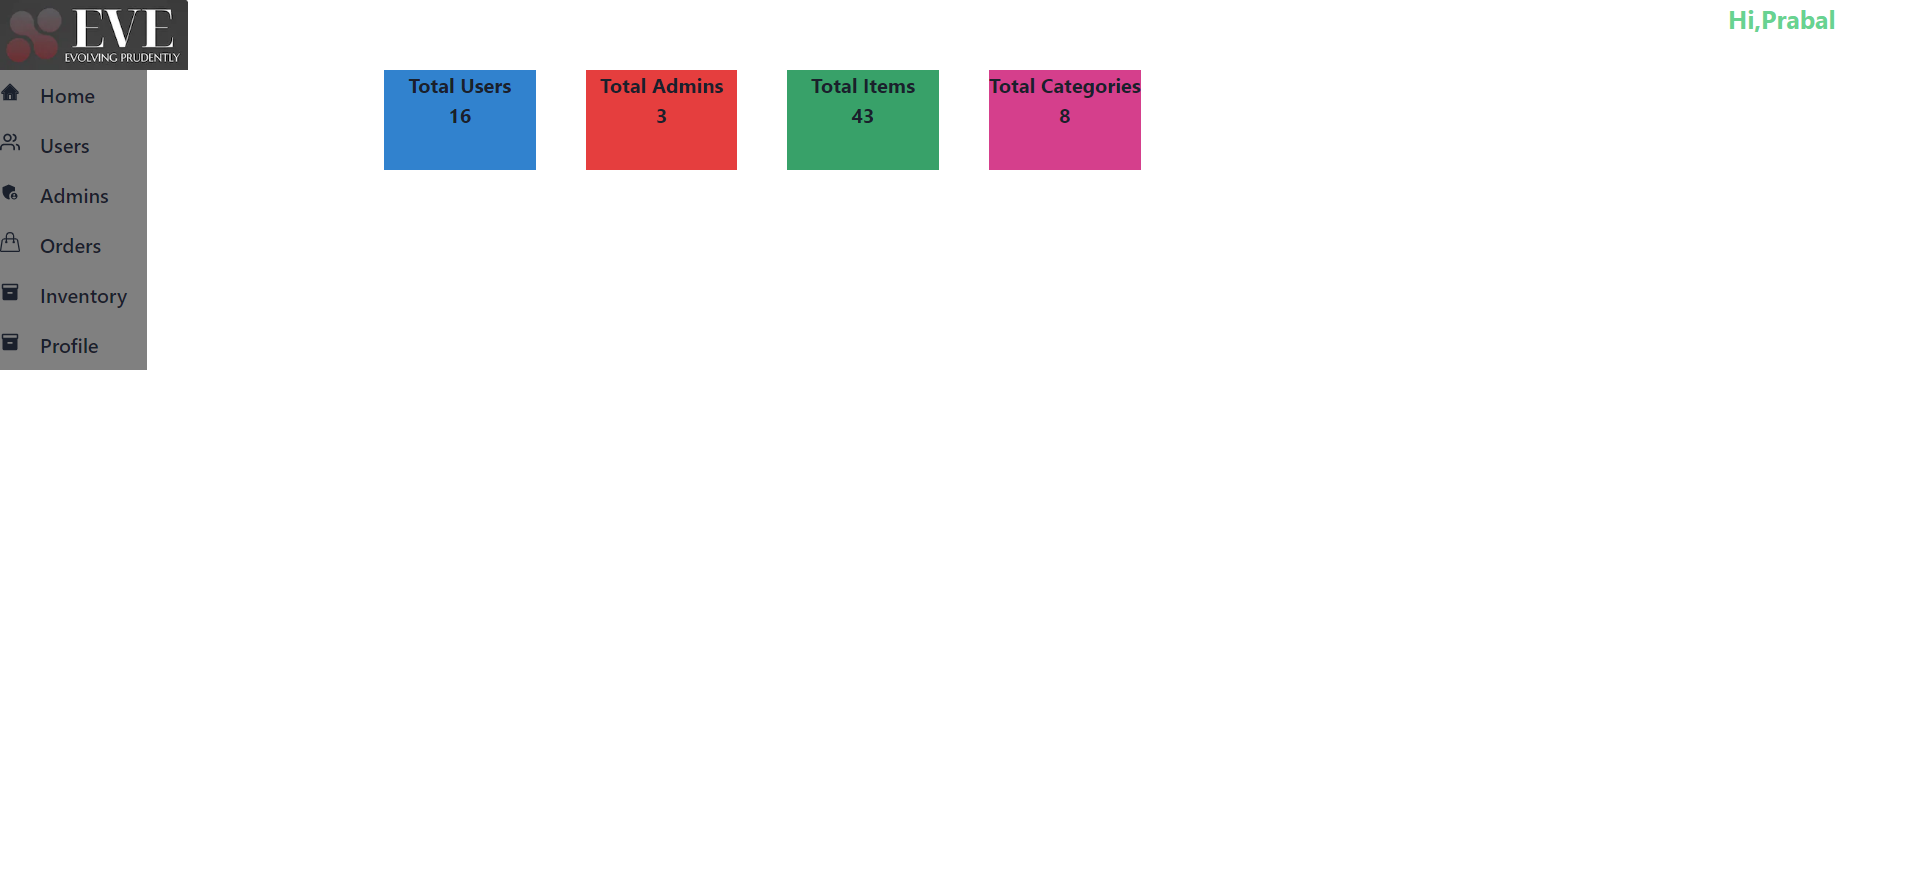 EVE
EVOLVING PRUDENTLY
Hi,Prabal
Home
Users
Admins
Orders
Inventory
Profile
Total Users
16
Total Admins
3
Total Items
43
Total Categories
8